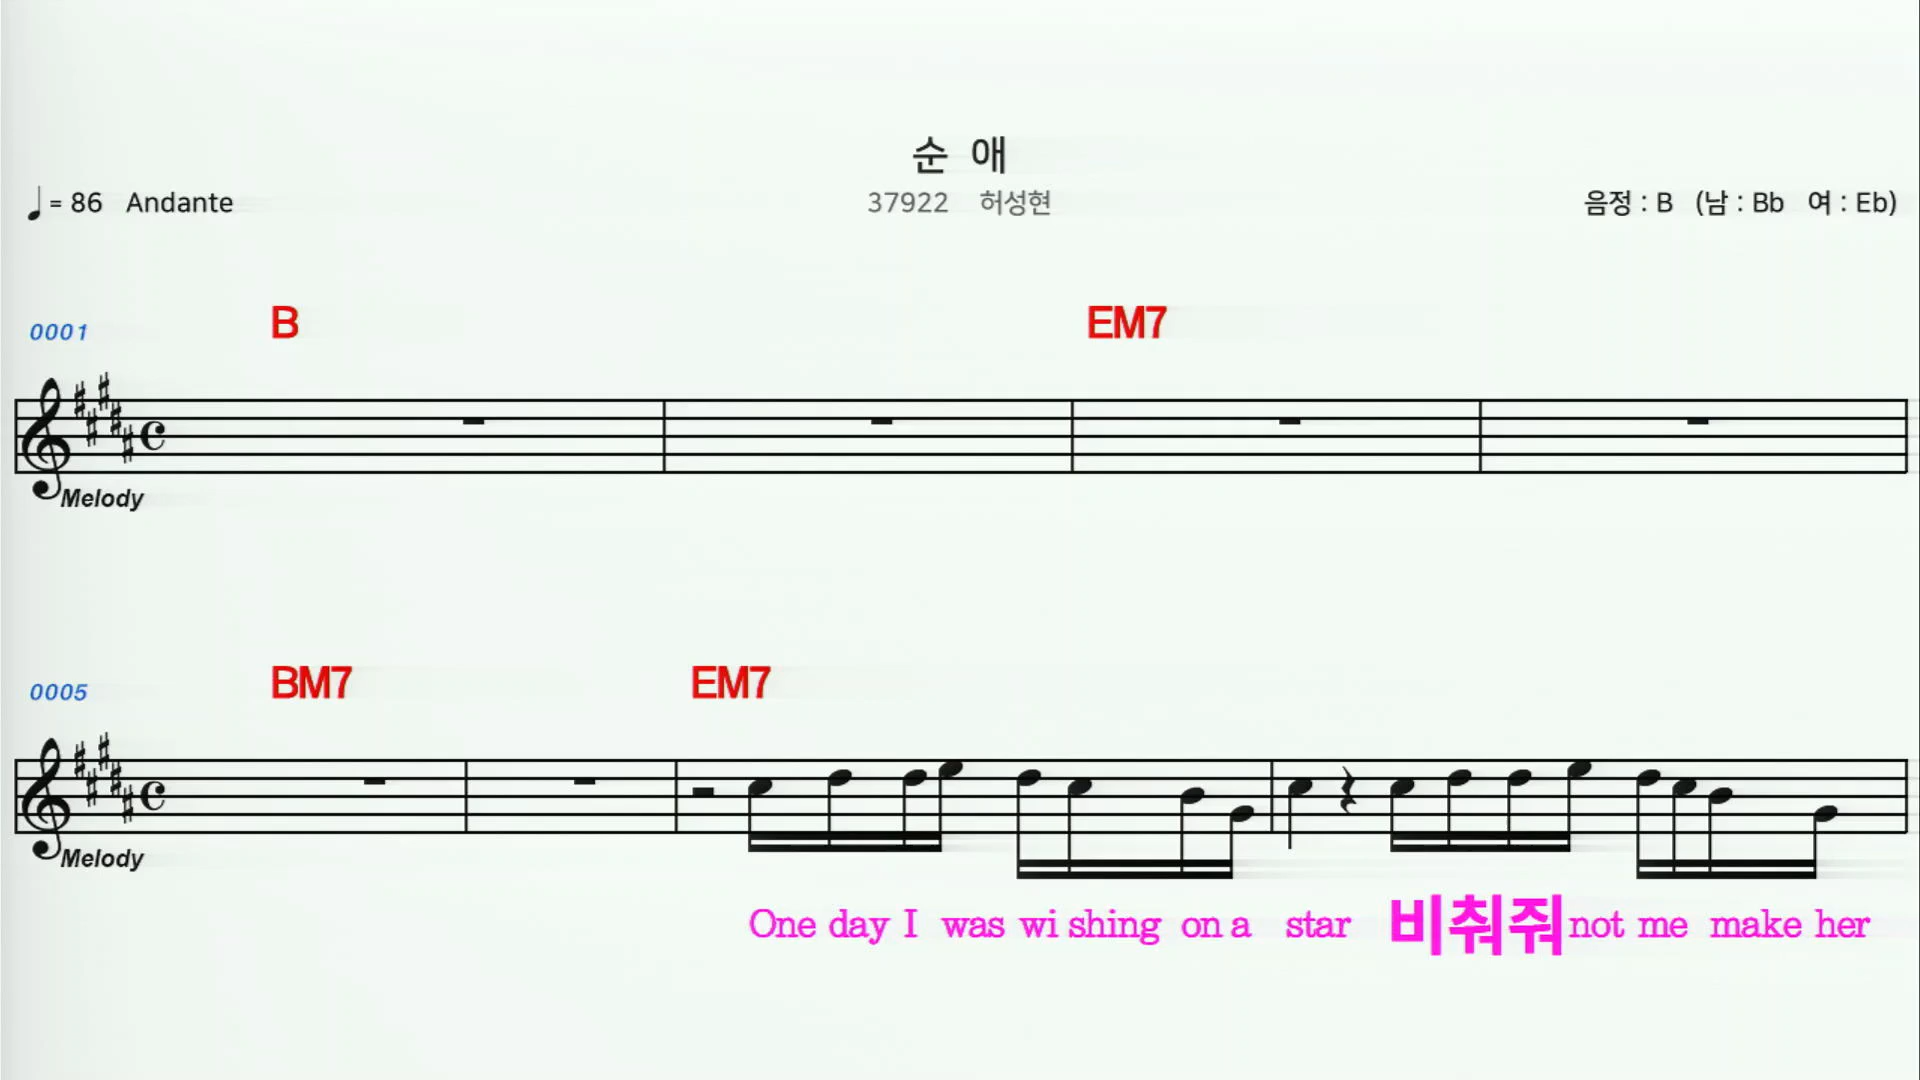 순 애
♩= 86 Andante
37922 허성현
음정 : B (남 : Bb 여 : Eb)
B EM7
0001
Melody
BM7 EM7
0005
Melody
One day I was wi shing on a star 비춰줘 not me make her